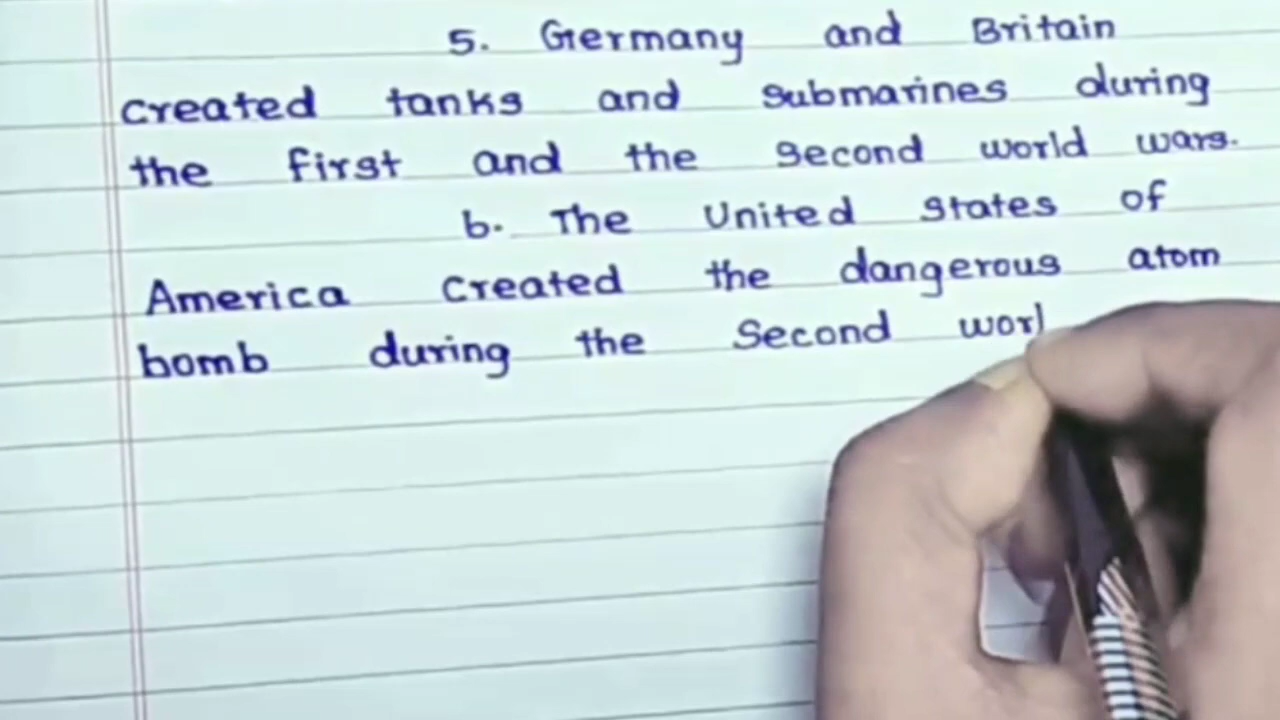 5. Germany and Britain
created tanks and submarines during
the first and the second world wars.
6. The United states of
America created the dangerous atom
bomb during the Second worl